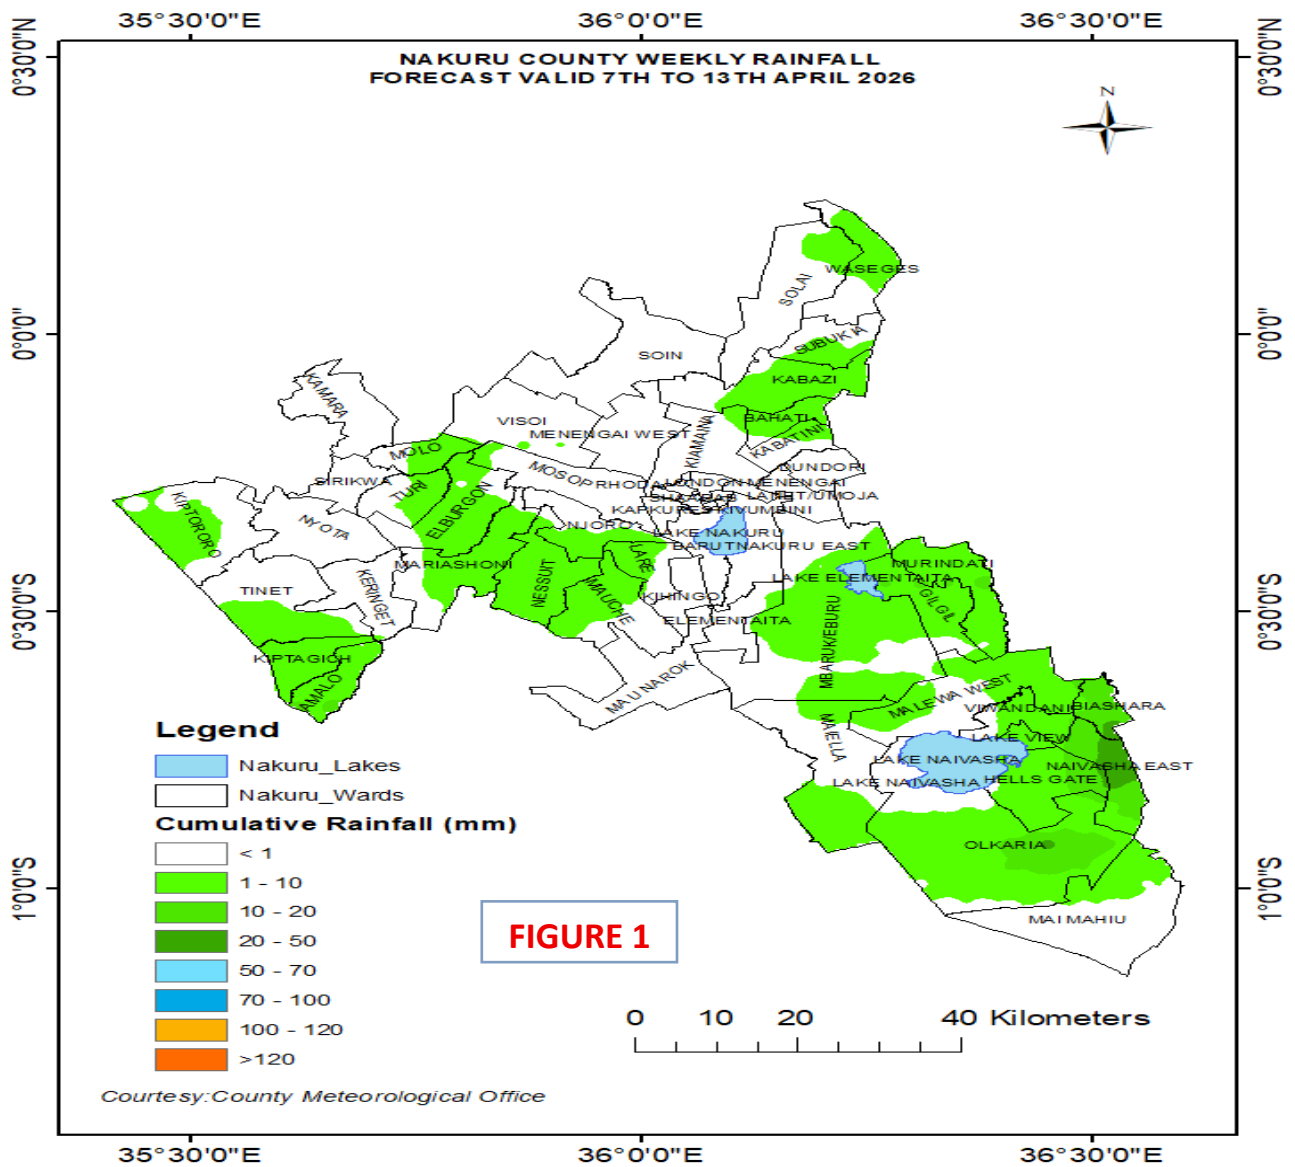 35°30'0"E 36°0'0"E 36°30'0"E
NAKURU COUNTY WEEKLY RAINFALL
FORECAST VALID 7TH TO 13TH APRIL 2026
0°30'0"N 0°30'0"N
N
WASEGES
SOLAI
0°0'0" 0°0'0"
SUBUKIA
SOIN
KABAZI
KAMARA
BAHATI
VISOI
MENENGAI WEST
KIAMAINA
KABATINI
MOLO
MOSOP
DUNDORI
SIRIKWA
RHODA
LONDON
MENENGAI
TURI
LANET/UMOJA
KIPTORORO
ELBURGON
KAPKURES
KIVUMBINI
NYOTA
NJORO
LAKE NAKURU
BARUT
NAKURU EAST
LARE
MARIASHONI
MURINDATI
LAKE ELEMENTAITA
TINET
KERINGET
NESSUIT
MAUCHE
KIHINGO
GILGIL
0°30'0"S 0°30'0"S
ELEMENTAITA
MBARUK/EBURU
KIPTAGICH
MAU NAROK
AMALO
MALEWA WEST
VIWANDANI
BIASHARA
MAIELLA
LAKE VIEW
LAKE NAIVASHA
NAIVASHA EAST
LAKE NAIVASHA
HELLS GATE
OLKARIA
1°0'0"S 1°0'0"S
MAI MAHIU
Legend
Nakuru_Lakes
Nakuru_Wards
Cumulative Rainfall (mm)
< 1
1 - 10
10 - 20
20 - 50
50 - 70
70 - 100
100 - 120
>120
FIGURE 1
0 10 20 40 Kilometers
Courtesy:County Meteorological Office
35°30'0"E 36°0'0"E 36°30'0"E